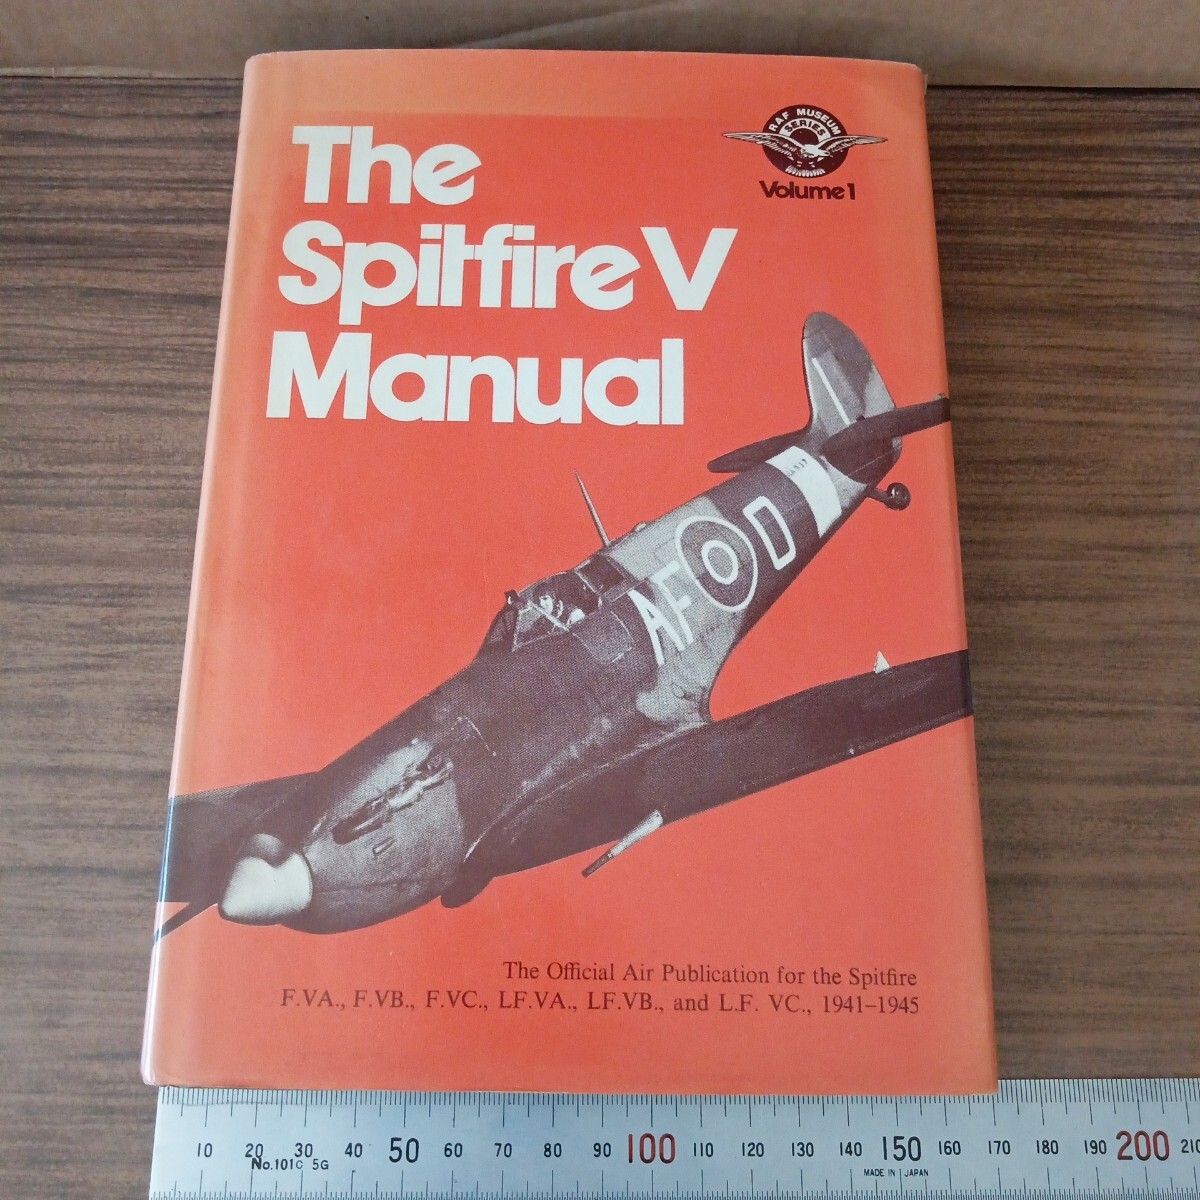 The
Spitfire V
Manual
RAF MUSEUM
SERIES
Volume 1
AF D
The Official Air Publication for the Spitfire
F.VA., F.VB., F.VC., LF.VA., LF.VB., and L.F. VC., 1941–1945
10 20 30 40 50 60 70 80 90 100 110 120 130 140 150 160 170 180 190 200 210
No.101C 5G
MADE IN JAPAN